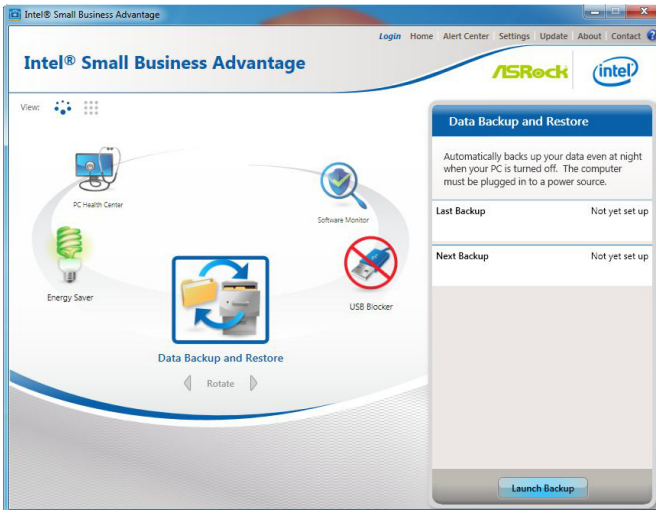 Intel® Small Business Advantage
Login Home Alert Center Settings Update About Contact ?
Intel® Small Business Advantage
ASRock
intel
View:
PC Health Center
Software Monitor
Energy Saver
USB Blocker
Data Backup and Restore
Rotate
Data Backup and Restore
Automatically backs up your data even at night
when your PC is turned off. The computer
must be plugged in to a power source.
Last Backup Not yet set up
Next Backup Not yet set up
Launch Backup